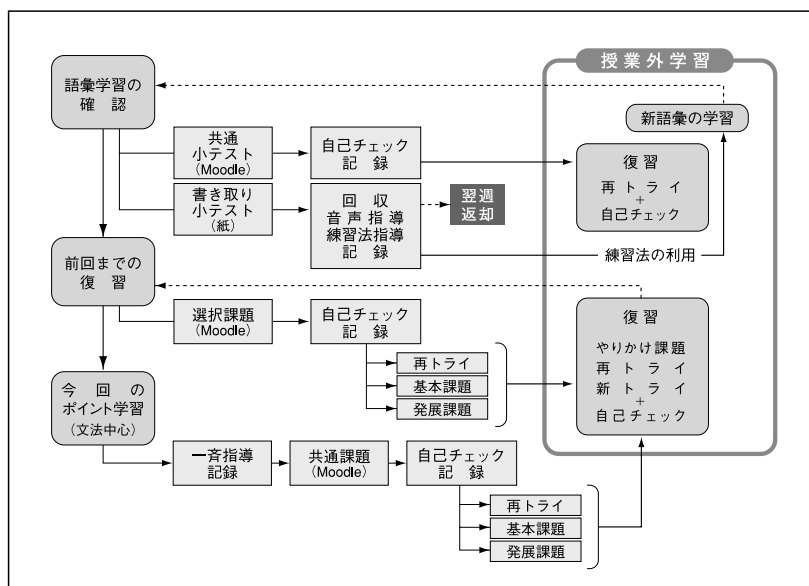 授業外学習
語彙学習の
確認
新語彙の学習
共通
小テスト
(Moodle)
自己チェック
記録
復習
再トライ
+
自己チェック
書き取り
小テスト
(紙)
回収
音声指導
練習法指導
記録
翌週
返却
練習法の利用
前回までの
復習
選択課題
(Moodle)
自己チェック
記録
再トライ
基本課題
発展課題
復習
やりかけ課題
再トライ
新トライ
+
自己チェック
今回の
ポイント学習
(文法中心)
一斉指導
記録
共通課題
(Moodle)
自己チェック
記録
再トライ
基本課題
発展課題